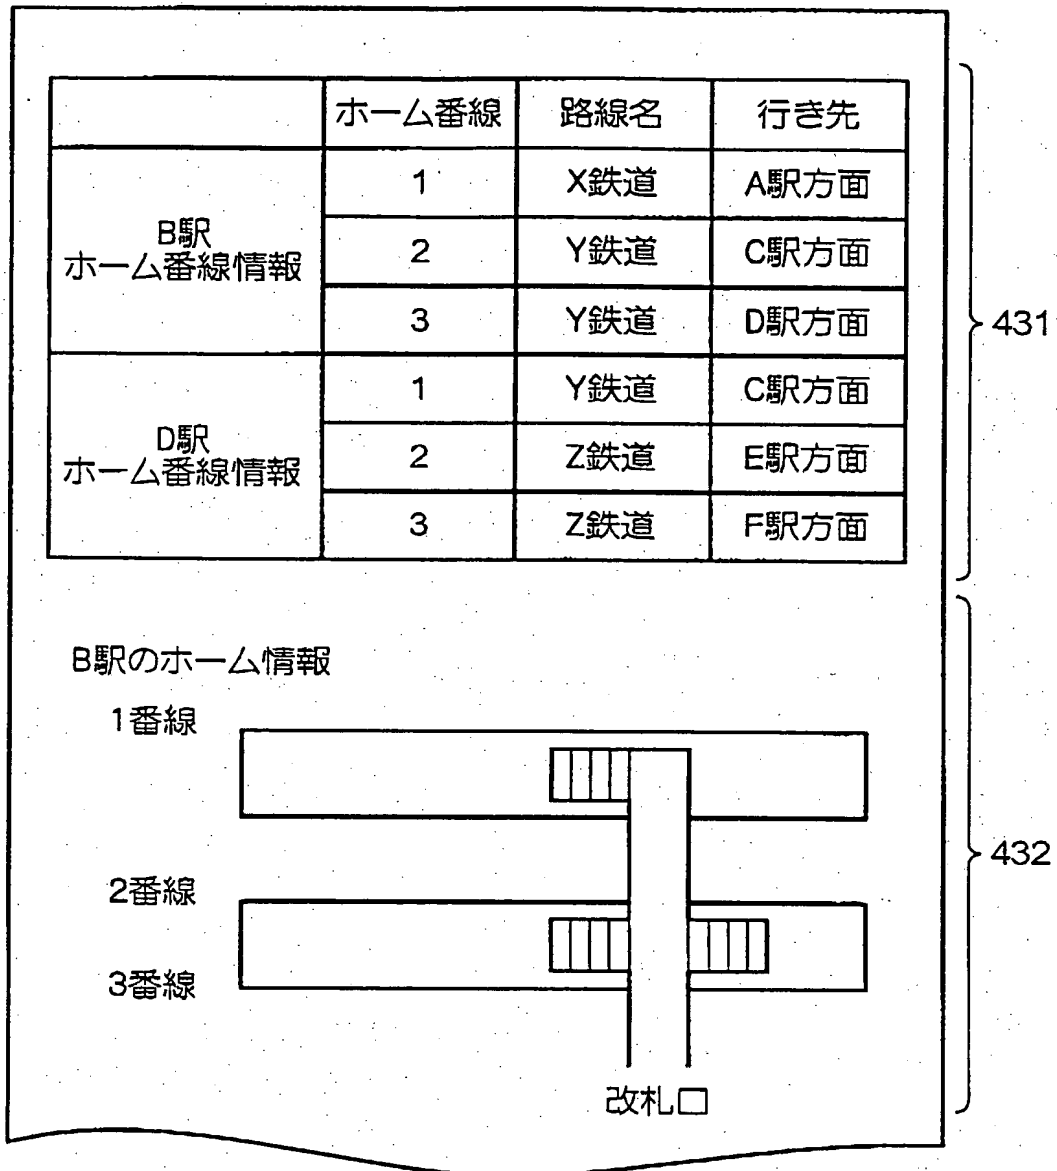 ホーム番線 路線名 行き先
B駅
ホーム番線情報
1 X鉄道 A駅方面
2 Y鉄道 C駅方面
3 Y鉄道 D駅方面
D駅
ホーム番線情報
1 Y鉄道 C駅方面
2 Z鉄道 E駅方面
3 Z鉄道 F駅方面
431
B駅のホーム情報
1番線
2番線
3番線
改札口
432